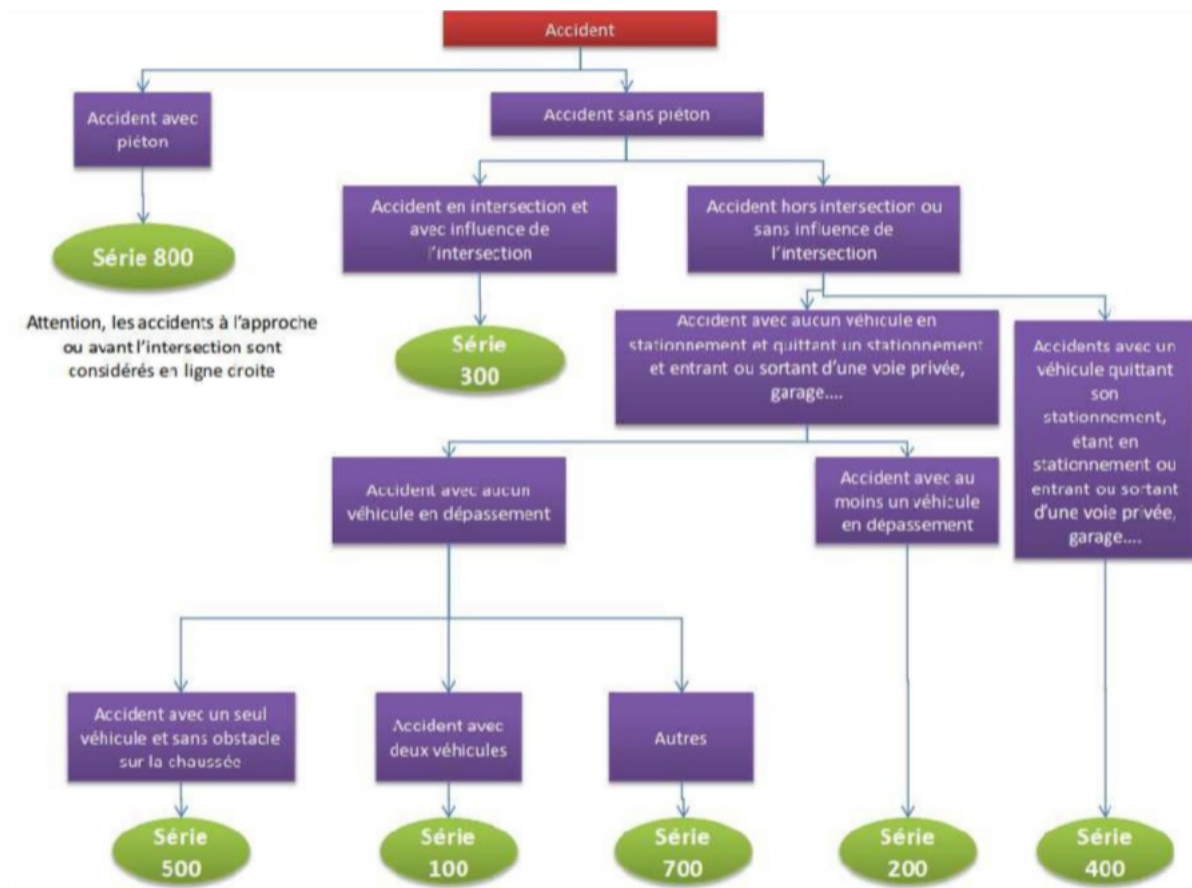 Accident
Accident avec
piéton
Accident sans piéton
Série 800
Accident en intersection et
avec influence de
l'intersection
Accident hors intersection ou
sans influence de
l'intersection
Attention, les accidents à l'approche
ou avant l'intersection sont
considérés en ligne droite
Série
300
Accident avec aucun véhicule en
stationnement et quittant un stationnement
et entrant ou sortant d'une voie privée,
garage....
Accidents avec un
véhicule quittant
son
stationnement,
étant en
stationnement ou
entrant ou sortant
d'une voie privée,
garage....
Accident avec aucun
véhicule en dépassement
Accident avec au
moins un véhicule
en dépassement
Accident avec un seul
véhicule et sans obstacle
sur la chaussée
Accident avec
deux véhicules
Autres
Série
500
Série
100
Série
700
Série
200
Série
400